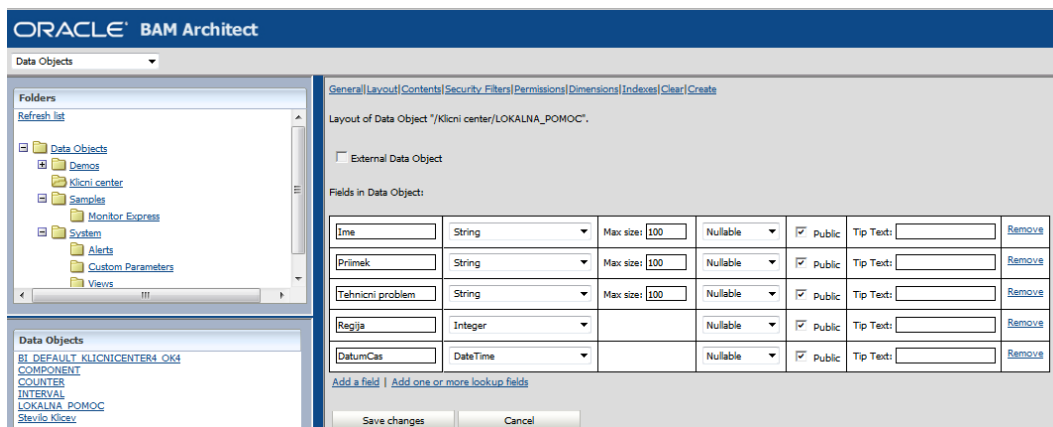 ORACLE BAM Architect
Data Objects
Folders
Refresh list
Data Objects
Demos
Klicni center
Samples
Monitor Express
System
Alerts
Custom Parameters
Views
Data Objects
BI_DEFAULT_KLICNICENTER4_OK4
COMPONENT
COUNTER
INTERVAL
LOKALNA_POMOC
Stevilo Klicev
General|Layout|Contents|Security Filters|Permissions|Dimensions|Indexes|Clear|Create
Layout of Data Object "/Klicni center/LOKALNA_POMOC".
External Data Object
Fields in Data Object:
Ime String Max size: 100 Nullable Public Tip Text: Remove
Priimek String Max size: 100 Nullable Public Tip Text: Remove
Tehnicni problem String Max size: 100 Nullable Public Tip Text: Remove
Regija Integer Nullable Public Tip Text: Remove
DatumCas DateTime Nullable Public Tip Text: Remove
Add a field | Add one or more lookup fields
Save changes Cancel